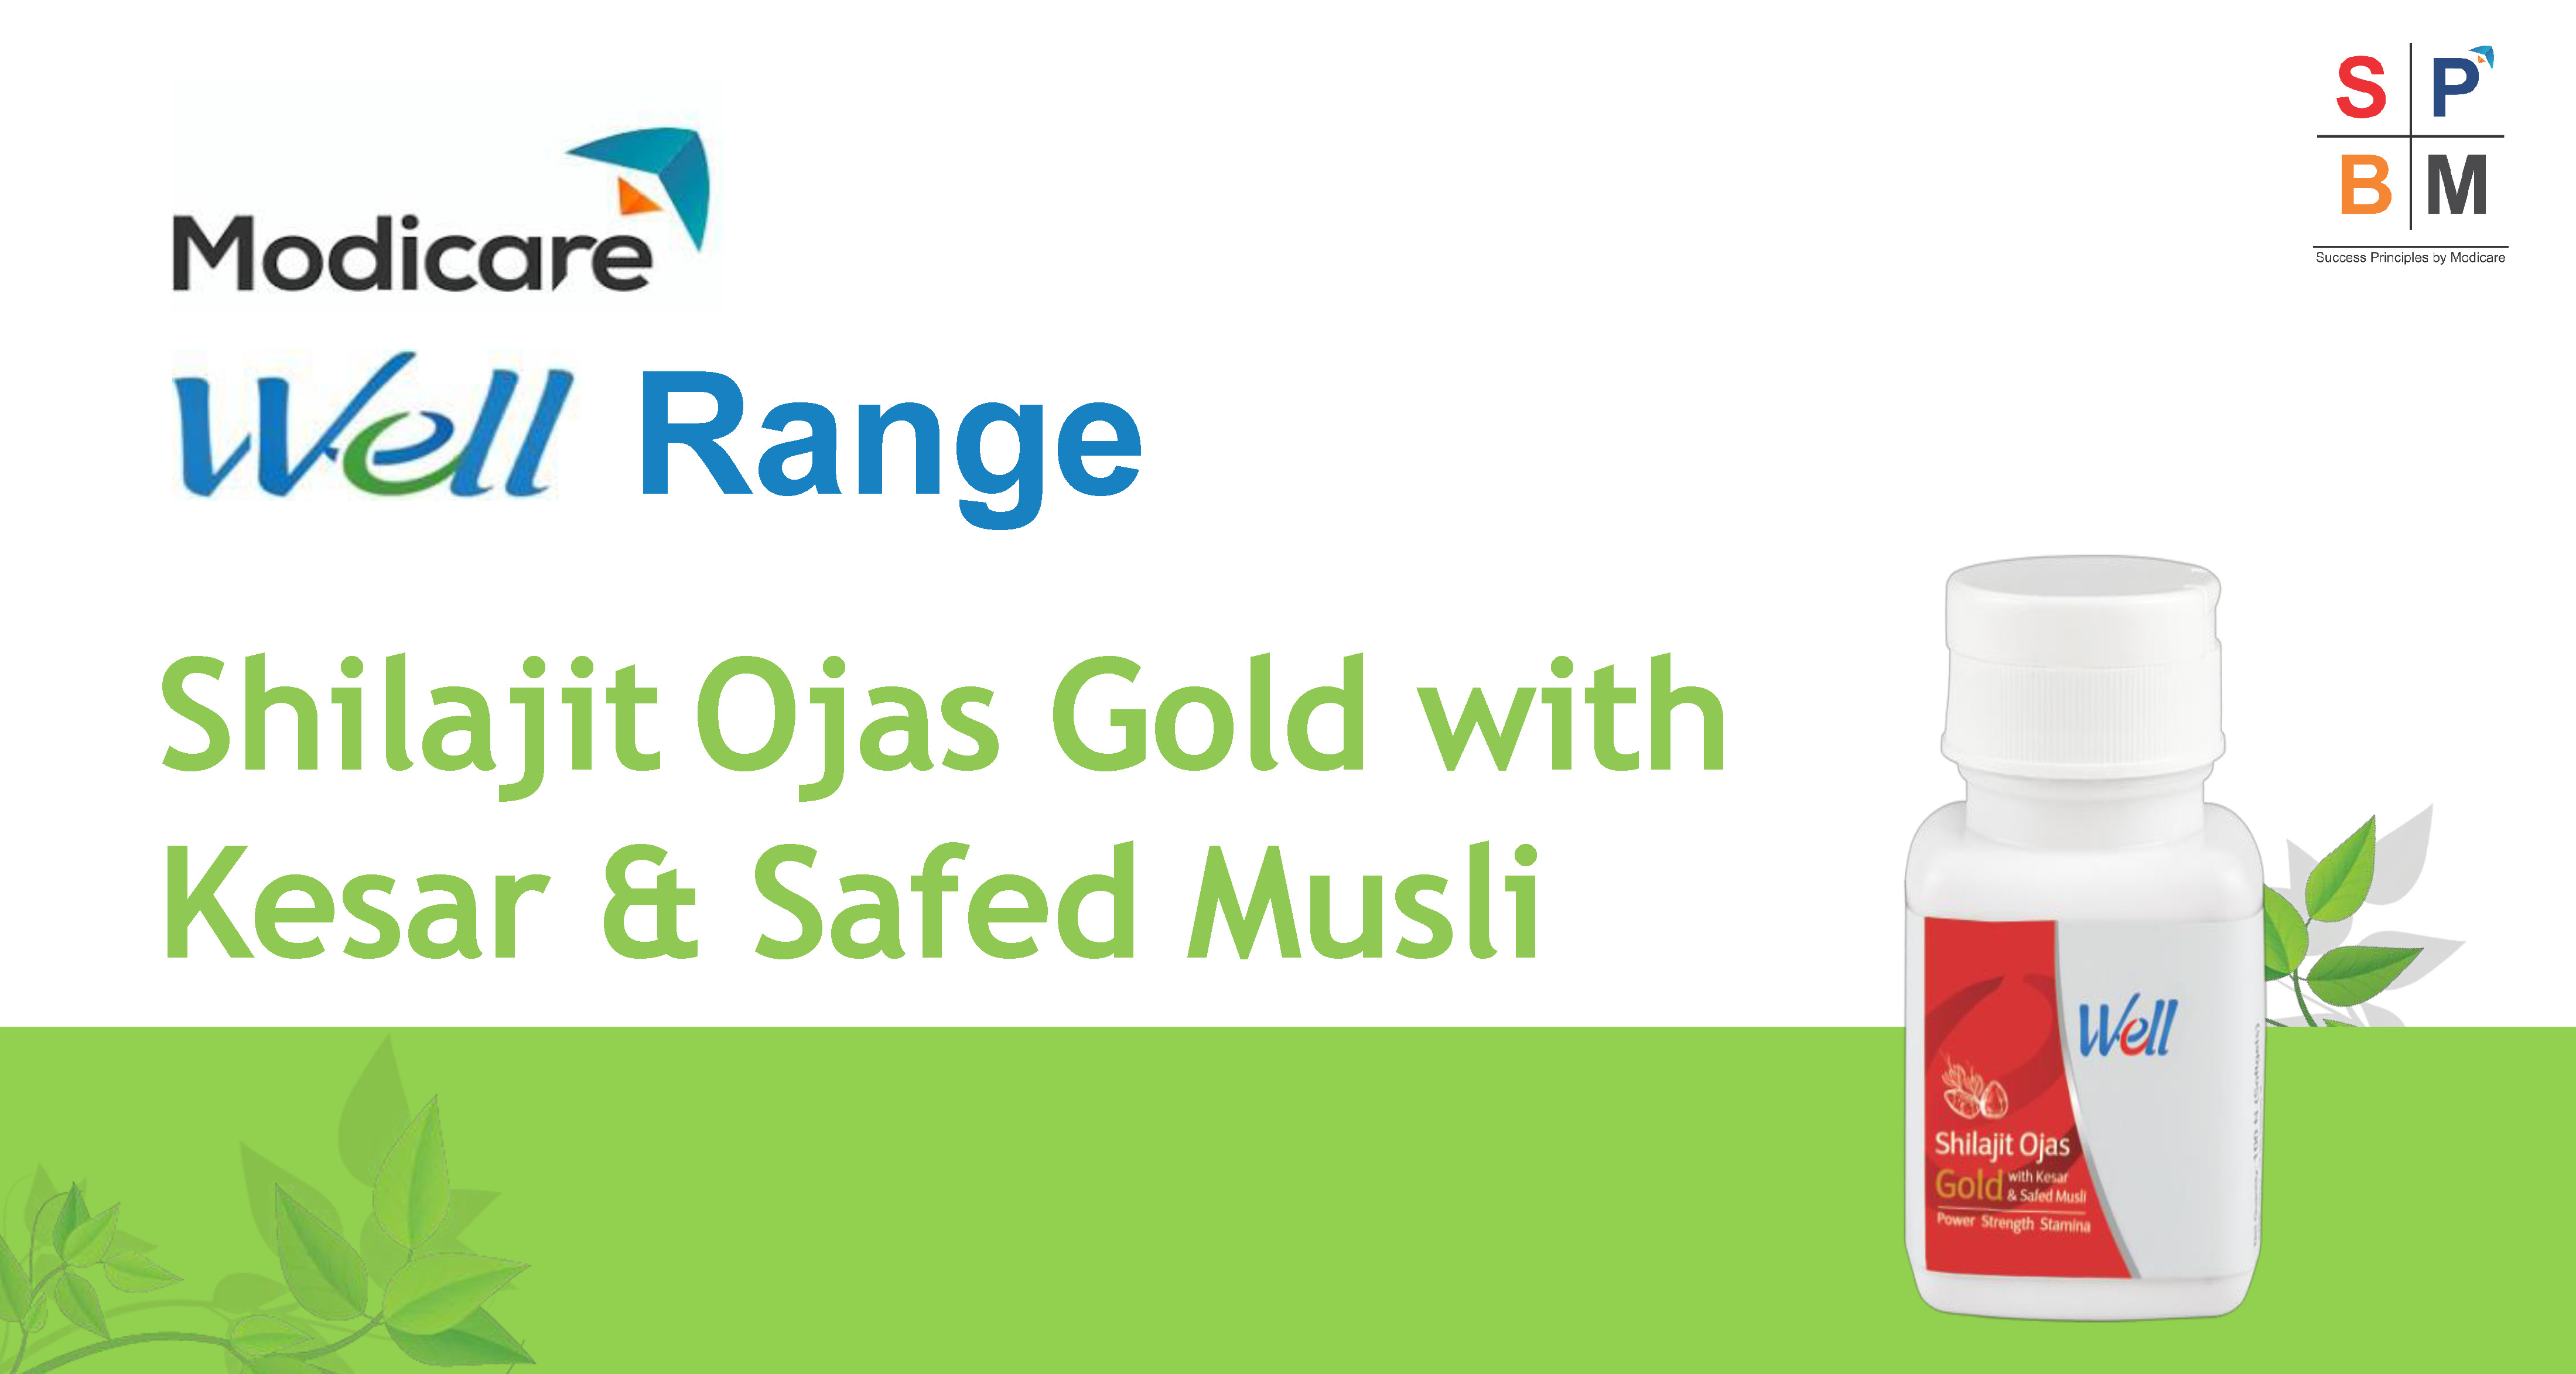 Modicare
S P
B M
Success Principles by Modicare
Well Range
Shilajit Ojas Gold with
Kesar & Safed Musli
Well
Shilajit Ojas
Gold with Kesar
& Safed Musli
Power Strength Stamina